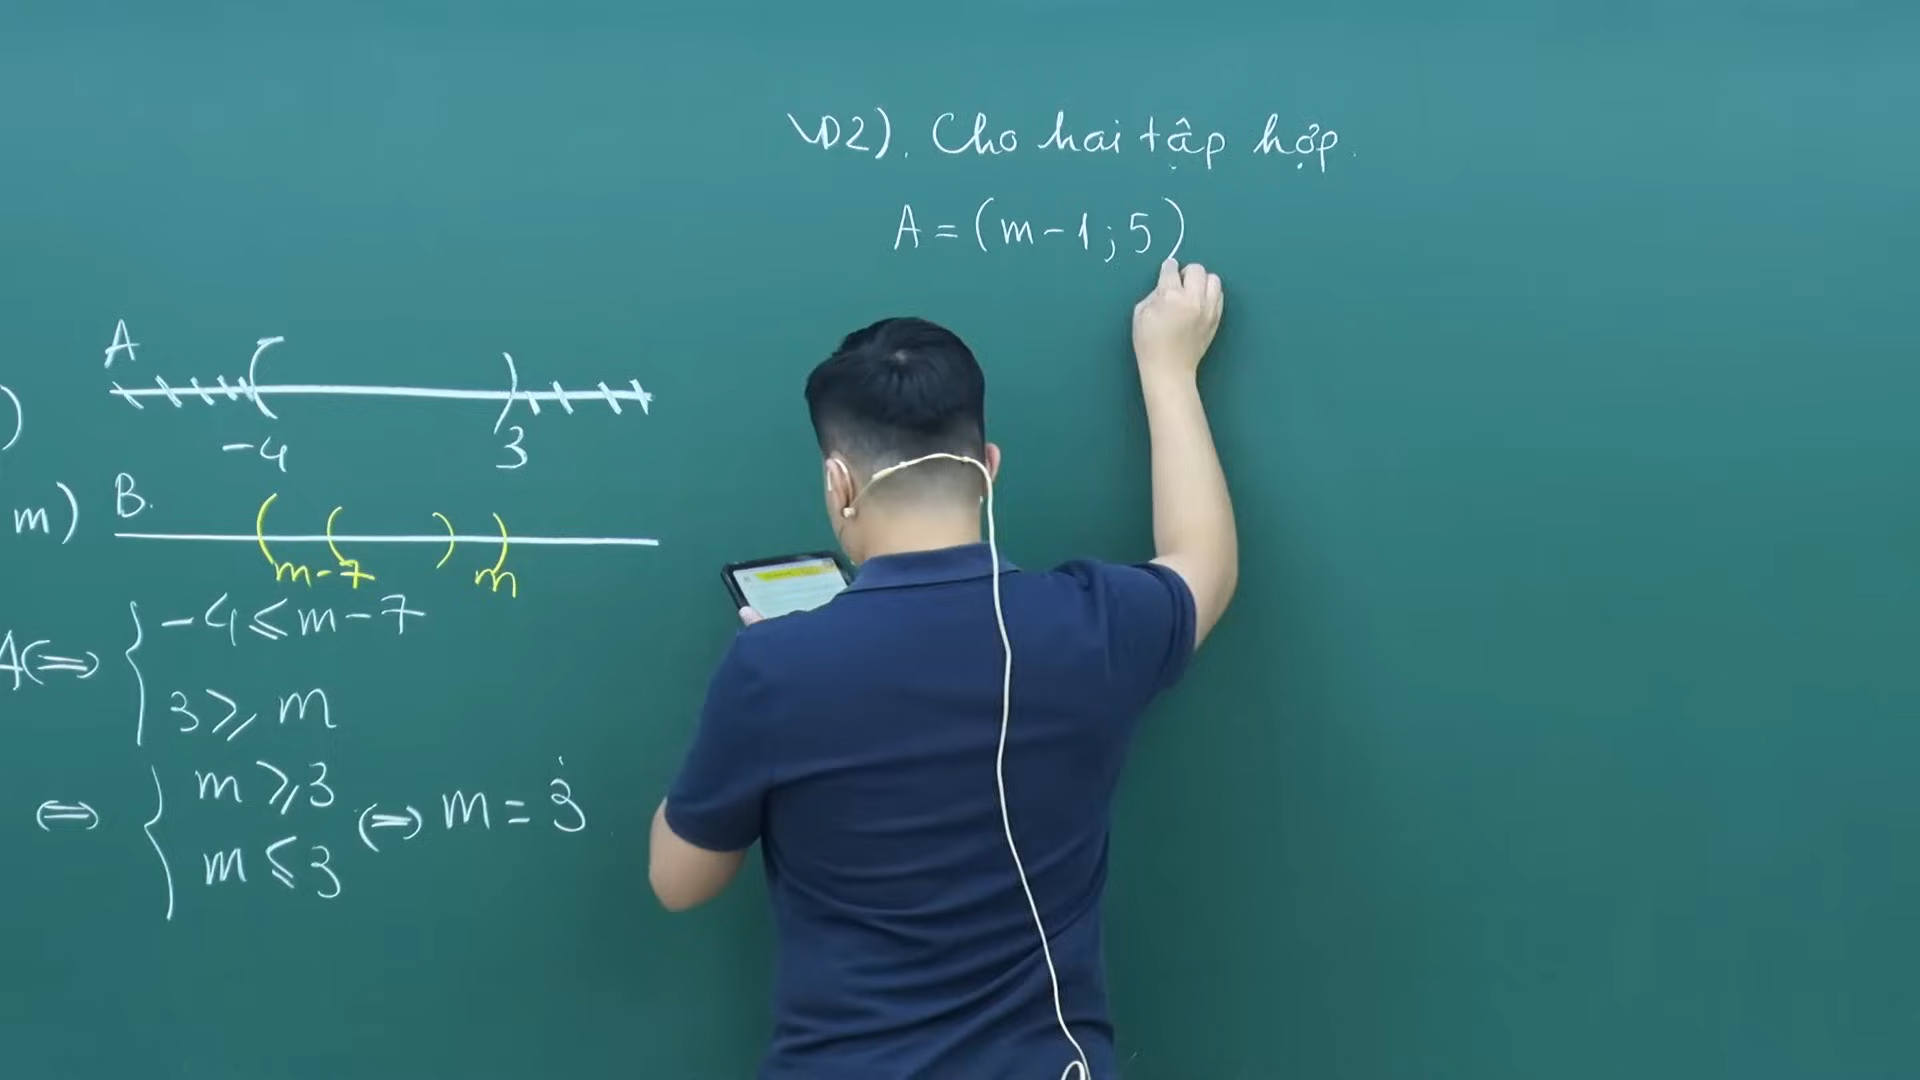 VD2). Cho hai tập hợp.
A = (m-1; 5)
A
)
-4 3
m) B.
m-7 m
A⇔ { -4 ⩽ m-7
3 ⩾ m
⇔ { m ⩾ 3 ⇔ m = 3
m ⩽ 3